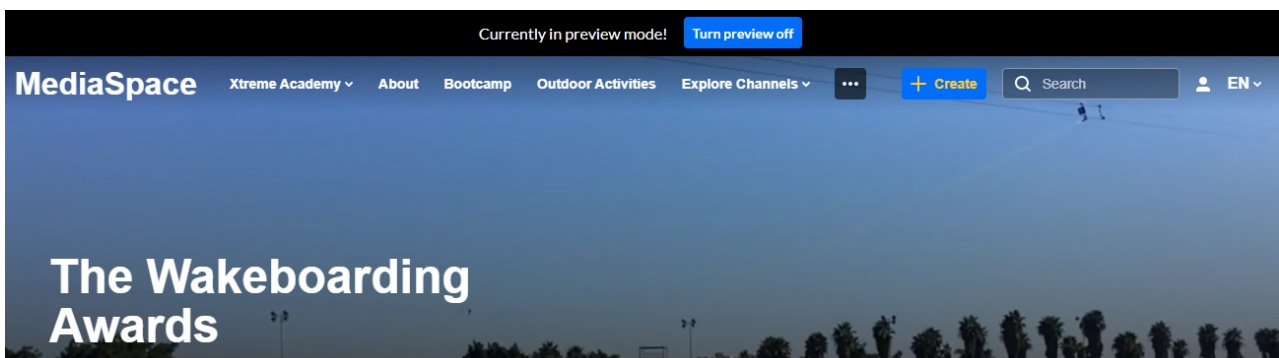 Currently in preview mode! Turn preview off
MediaSpace Xtreme Academy About Bootcamp Outdoor Activities Explore Channels ... + Create Search EN
The Wakeboarding
Awards